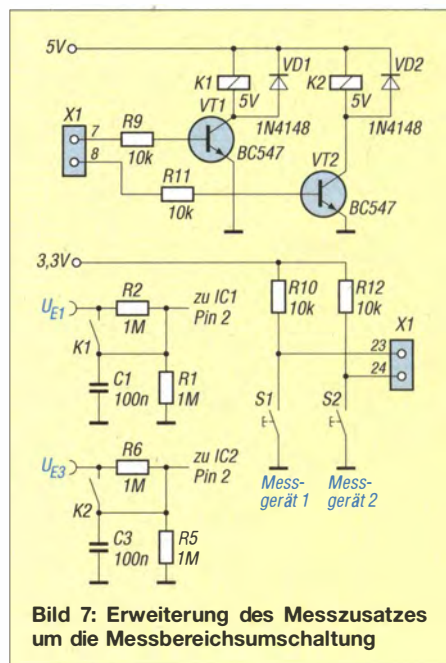 5V
K1
5V
VD1
1N4148
K2
5V
VD2
1N4148
X1
7
8
R9
10k
VT1
BC547
R11
10k
VT2
BC547
3,3V
UE1
R2
1M
zu IC1
Pin 2
K1
C1
100n
R1
1M
R10
10k
R12
10k
X1
23
24
S1
S2
Mess-
gerät 1
Mess-
gerät 2
UE3
R6
1M
zu IC2
Pin 2
K2
C3
100n
R5
1M
Bild 7: Erweiterung des Messzusatzes
um die Messbereichsumschaltung